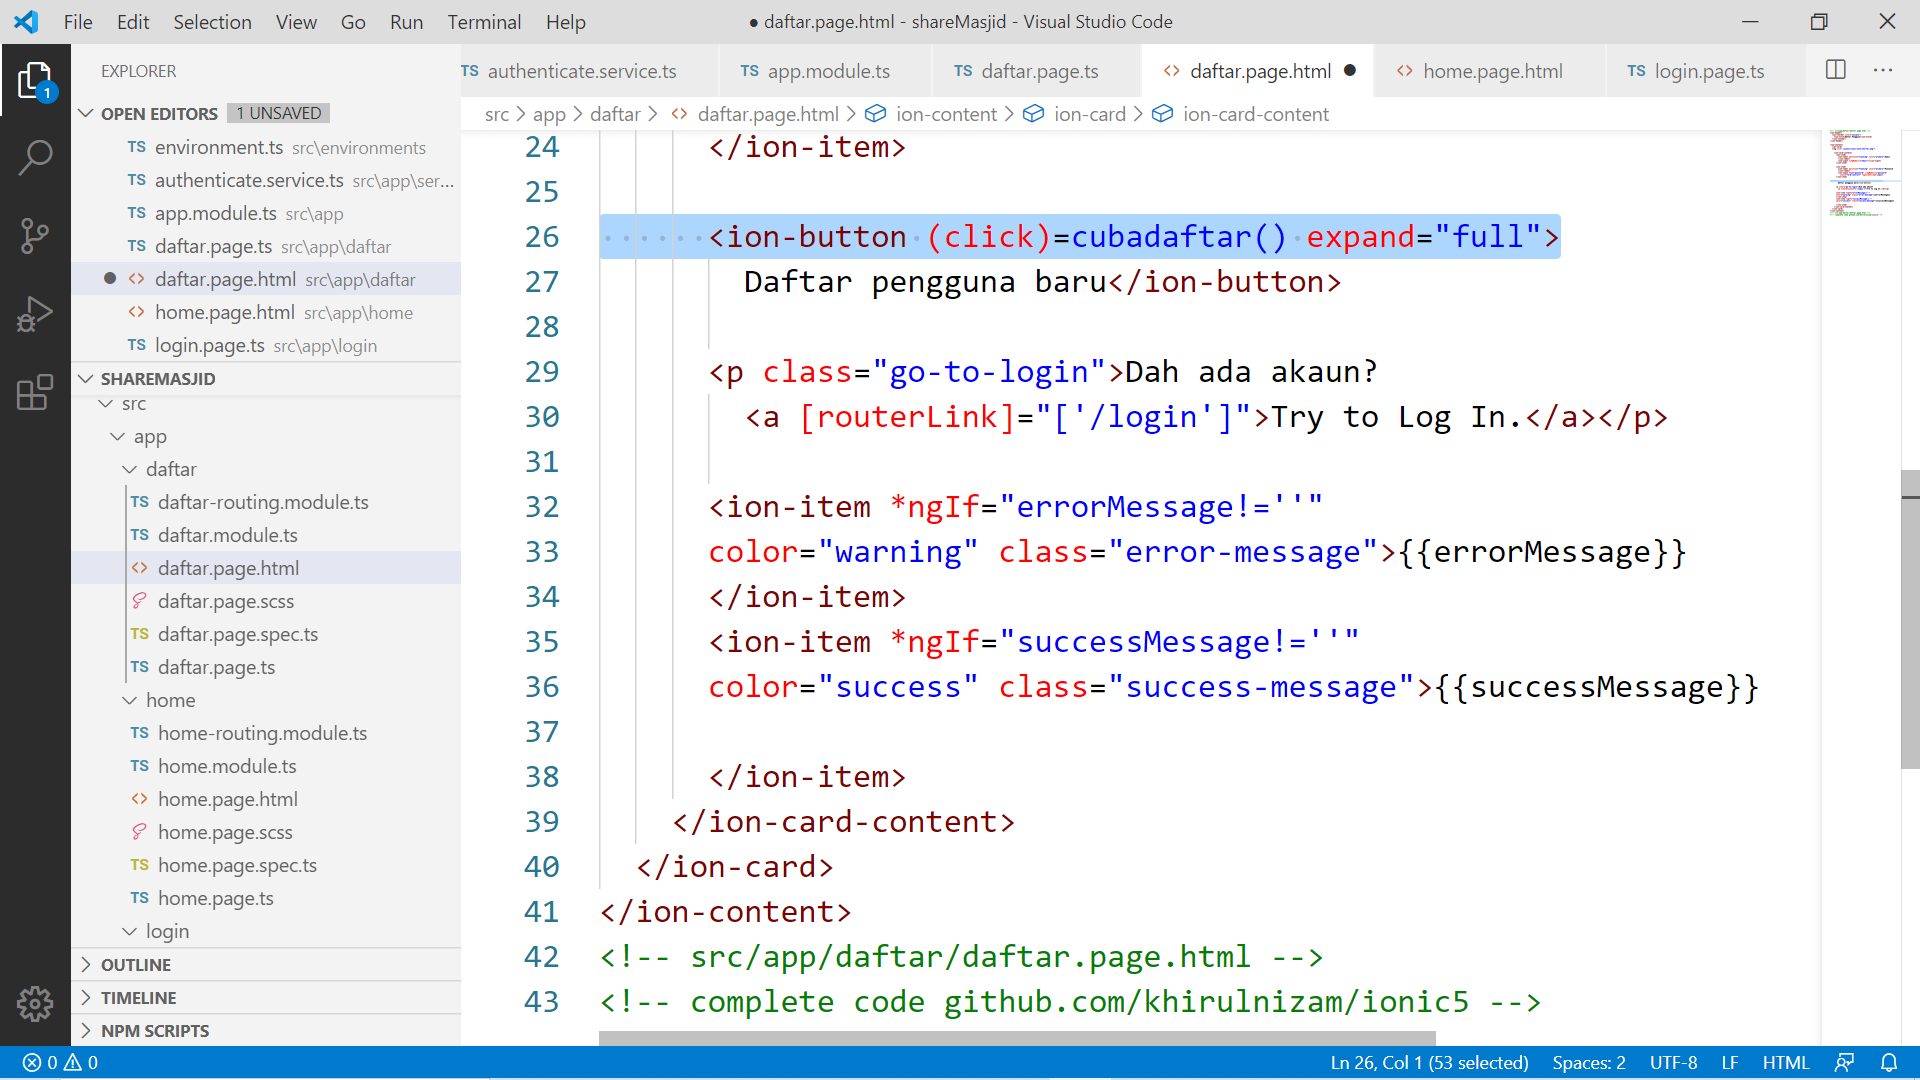 File Edit Selection View Go Run Terminal Help
● daftar.page.html - shareMasjid - Visual Studio Code
1
EXPLORER
OPEN EDITORS 1 UNSAVED
TS environment.ts src\environments
TS authenticate.service.ts src\app\ser...
TS app.module.ts src\app
TS daftar.page.ts src\app\daftar
● <> daftar.page.html src\app\daftar
<> home.page.html src\app\home
TS login.page.ts src\app\login
SHAREMASJID
src
app
daftar
TS daftar-routing.module.ts
TS daftar.module.ts
<> daftar.page.html
daftar.page.scss
TS daftar.page.spec.ts
TS daftar.page.ts
home
TS home-routing.module.ts
TS home.module.ts
<> home.page.html
home.page.scss
TS home.page.spec.ts
TS home.page.ts
login
OUTLINE
TIMELINE
NPM SCRIPTS
TS authenticate.service.ts TS app.module.ts TS daftar.page.ts <> daftar.page.html ● <> home.page.html TS login.page.ts ...
src > app > daftar > <> daftar.page.html > ion-content > ion-card > ion-card-content
24 </ion-item>
25
26 <ion-button (click)=cubadaftar() expand="full">
27 Daftar pengguna baru</ion-button>
28
29 <p class="go-to-login">Dah ada akaun?
30 <a [routerLink]="['/login']">Try to Log In.</a></p>
31
32 <ion-item *ngIf="errorMessage!=''"
33 color="warning" class="error-message">{{errorMessage}}
34 </ion-item>
35 <ion-item *ngIf="successMessage!=''"
36 color="success" class="success-message">{{successMessage}}
37
38 </ion-item>
39 </ion-card-content>
40 </ion-card>
41 </ion-content>
42 <!-- src/app/daftar/daftar.page.html -->
43 <!-- complete code github.com/khirulnizam/ionic5 -->
0 0 Ln 26, Col 1 (53 selected) Spaces: 2 UTF-8 LF HTML